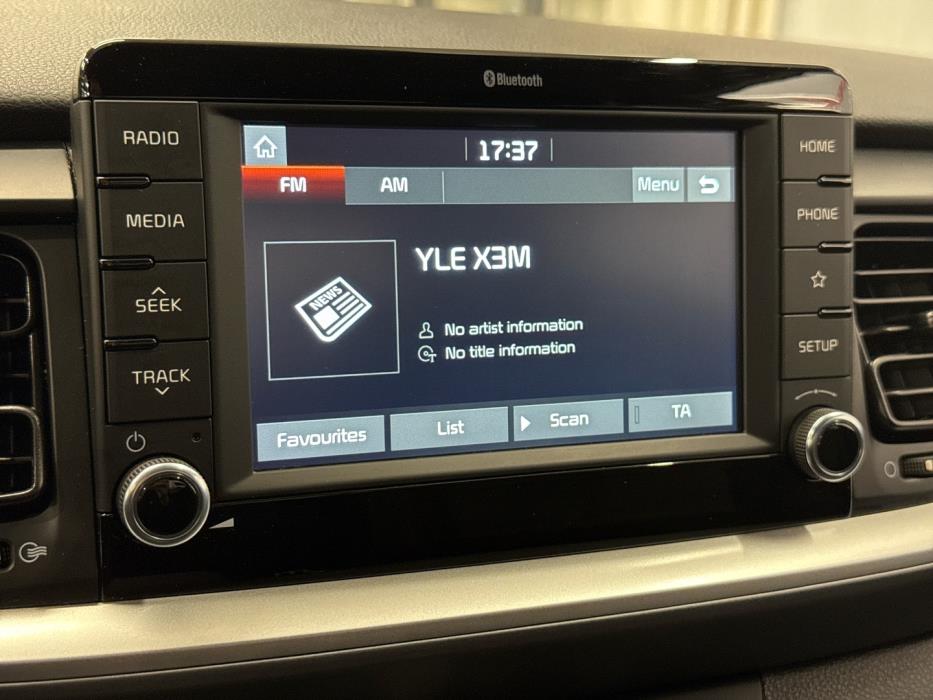 Bluetooth
RADIO
MEDIA
SEEK
TRACK
17:37
FM AM Menu
NEWS
YLE X3M
No artist information
No title information
Favourites List Scan TA
HOME
PHONE
SETUP